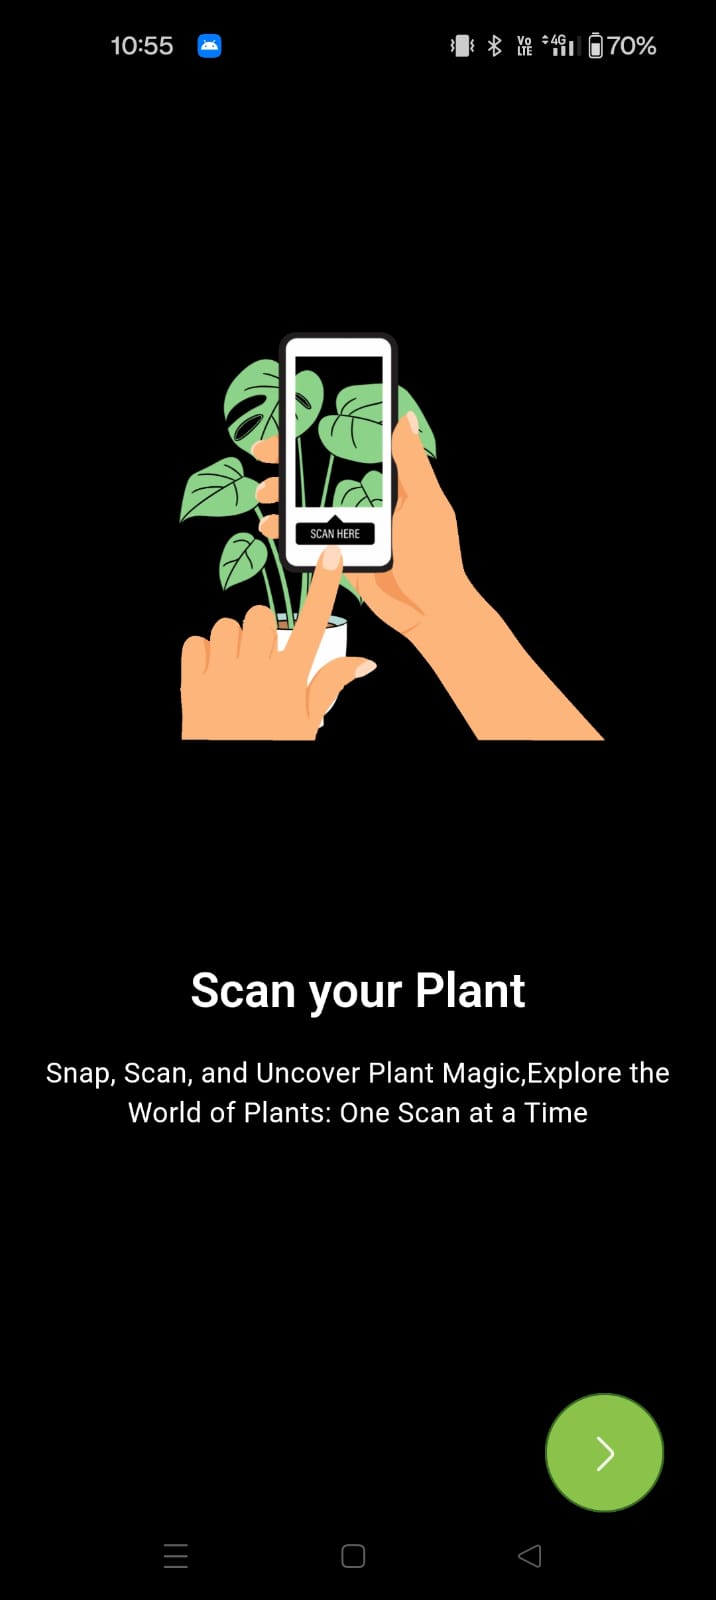 10:55 Vo LTE 4G 70%
SCAN HERE
Scan your Plant
Snap, Scan, and Uncover Plant Magic,Explore the
World of Plants: One Scan at a Time